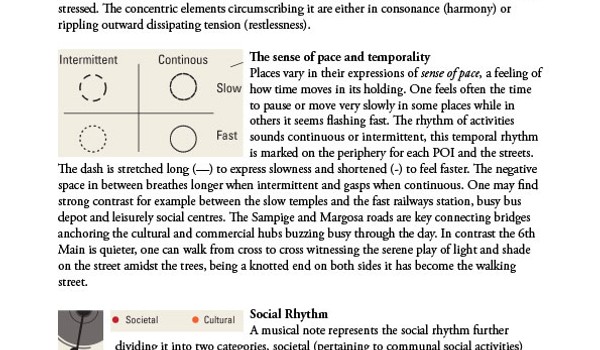 stressed. The concentric elements circumscribing it are either in consonance (harmony) or
rippling outward dissipating tension (restlessness).
Intermittent
Continous
Slow
Fast
The sense of pace and temporality
Places vary in their expressions of sense of pace, a feeling of
how time moves in its holding. One feels often the time
to pause or move very slowly in some places while in
others it seems flashing fast. The rhythm of activities
sounds continuous or intermittent, this temporal rhythm
is marked on the periphery for each POI and the streets.
The dash is stretched long (—) to express slowness and shortened (-) to feel faster. The negative
space in between breathes longer when intermittent and gasps when continuous. One may find
strong contrast for example between the slow temples and the fast railways station, busy bus
depot and leisurely social centres. The Sampige and Margosa roads are key connecting bridges
anchoring the cultural and commercial hubs buzzing busy through the day. In contrast the 6th
Main is quieter, one can walk from cross to cross witnessing the serene play of light and shade
on the street amidst the trees, being a knotted end on both sides it has become the walking
street.
Societal
Cultural
Social Rhythm
A musical note represents the social rhythm further
dividing it into two categories, societal (pertaining to communal social activities)